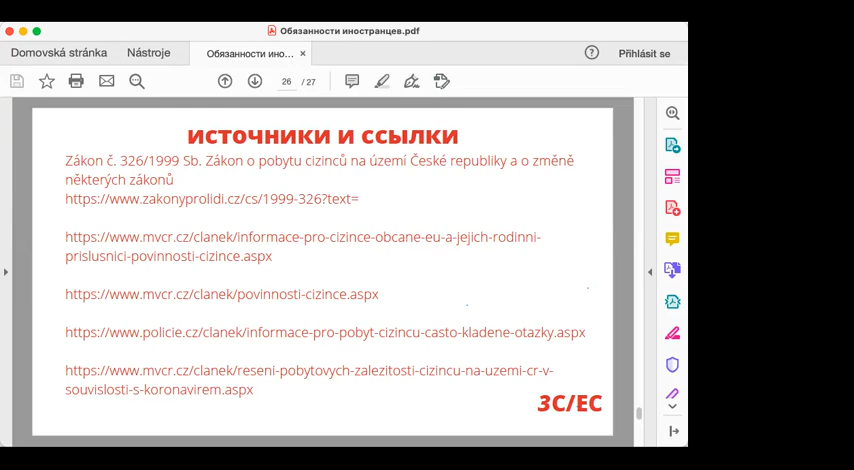 Обязанности иностранцев.pdf
Domovská stránka
Nástroje
Обязанности ино...
Přihlásit se
26 / 27
источники и ссылки
Zákon č. 326/1999 Sb. Zákon o pobytu cizinců na území České republiky a o změně
některých zákonů
https://www.zakonyprolidi.cz/cs/1999-326?text=
https://www.mvcr.cz/clanek/informace-pro-cizince-obcane-eu-a-jejich-rodinni-
prislusnici-povinnosti-cizince.aspx
https://www.mvcr.cz/clanek/povinnosti-cizince.aspx
https://www.policie.cz/clanek/informace-pro-pobyt-cizincu-casto-kladene-otazky.aspx
https://www.mvcr.cz/clanek/reseni-pobytovych-zalezitosti-cizincu-na-uzemi-cr-v-
souvislosti-s-koronavirem.aspx
3C/EC